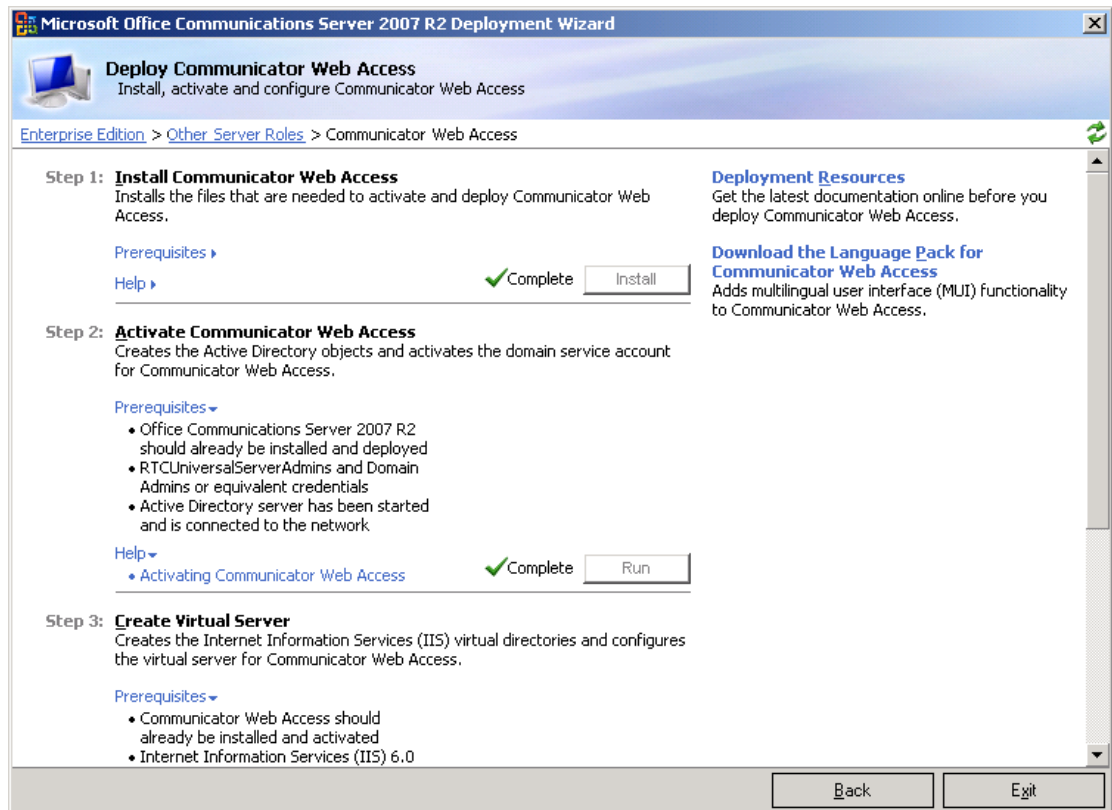 Microsoft Office Communications Server 2007 R2 Deployment Wizard
Deploy Communicator Web Access
Install, activate and configure Communicator Web Access
Enterprise Edition > Other Server Roles > Communicator Web Access
Step 1: Install Communicator Web Access
Installs the files that are needed to activate and deploy Communicator Web
Access.
Prerequisites
Help
Complete
Install
Step 2: Activate Communicator Web Access
Creates the Active Directory objects and activates the domain service account
for Communicator Web Access.
Prerequisites
• Office Communications Server 2007 R2
should already be installed and deployed
• RTCUniversalServerAdmins and Domain
Admins or equivalent credentials
• Active Directory server has been started
and is connected to the network
Help
• Activating Communicator Web Access
Complete
Run
Step 3: Create Virtual Server
Creates the Internet Information Services (IIS) virtual directories and configures
the virtual server for Communicator Web Access.
Prerequisites
• Communicator Web Access should
already be installed and activated
• Internet Information Services (IIS) 6.0
Deployment Resources
Get the latest documentation online before you
deploy Communicator Web Access.
Download the Language Pack for
Communicator Web Access
Adds multilingual user interface (MUI) functionality
to Communicator Web Access.
Back
Exit